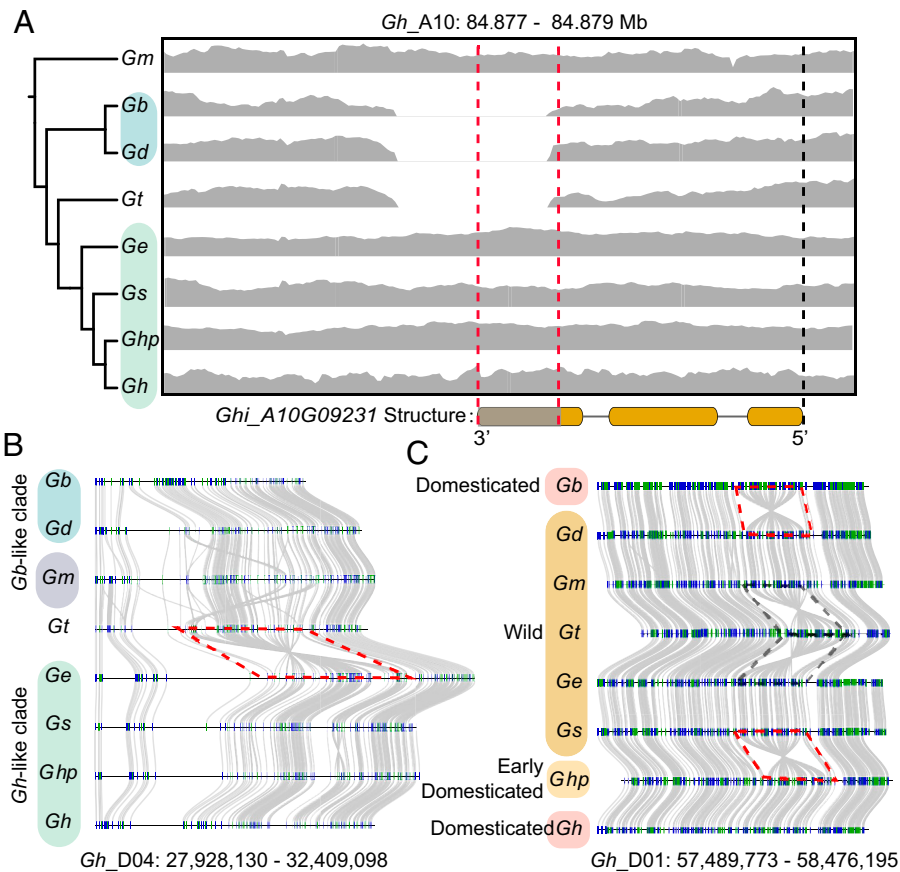 A
Gh_A10: 84.877 - 84.879 Mb
Gm
Gb
Gd
Gt
Ge
Gs
Ghp
Gh
Ghi_A10G09231 Structure:
3’ 5’
B
Gb-like clade
Gh-like clade
Gb
Gd
Gm
Gt
Ge
Gs
Ghp
Gh
Gh_D04: 27,928,130 - 32,409,098
C
Domesticated Gb
Gd
Gm
Wild Gt
Ge
Gs
Early
Domesticated Ghp
Domesticated Gh
Gh_D01: 57,489,773 - 58,476,195